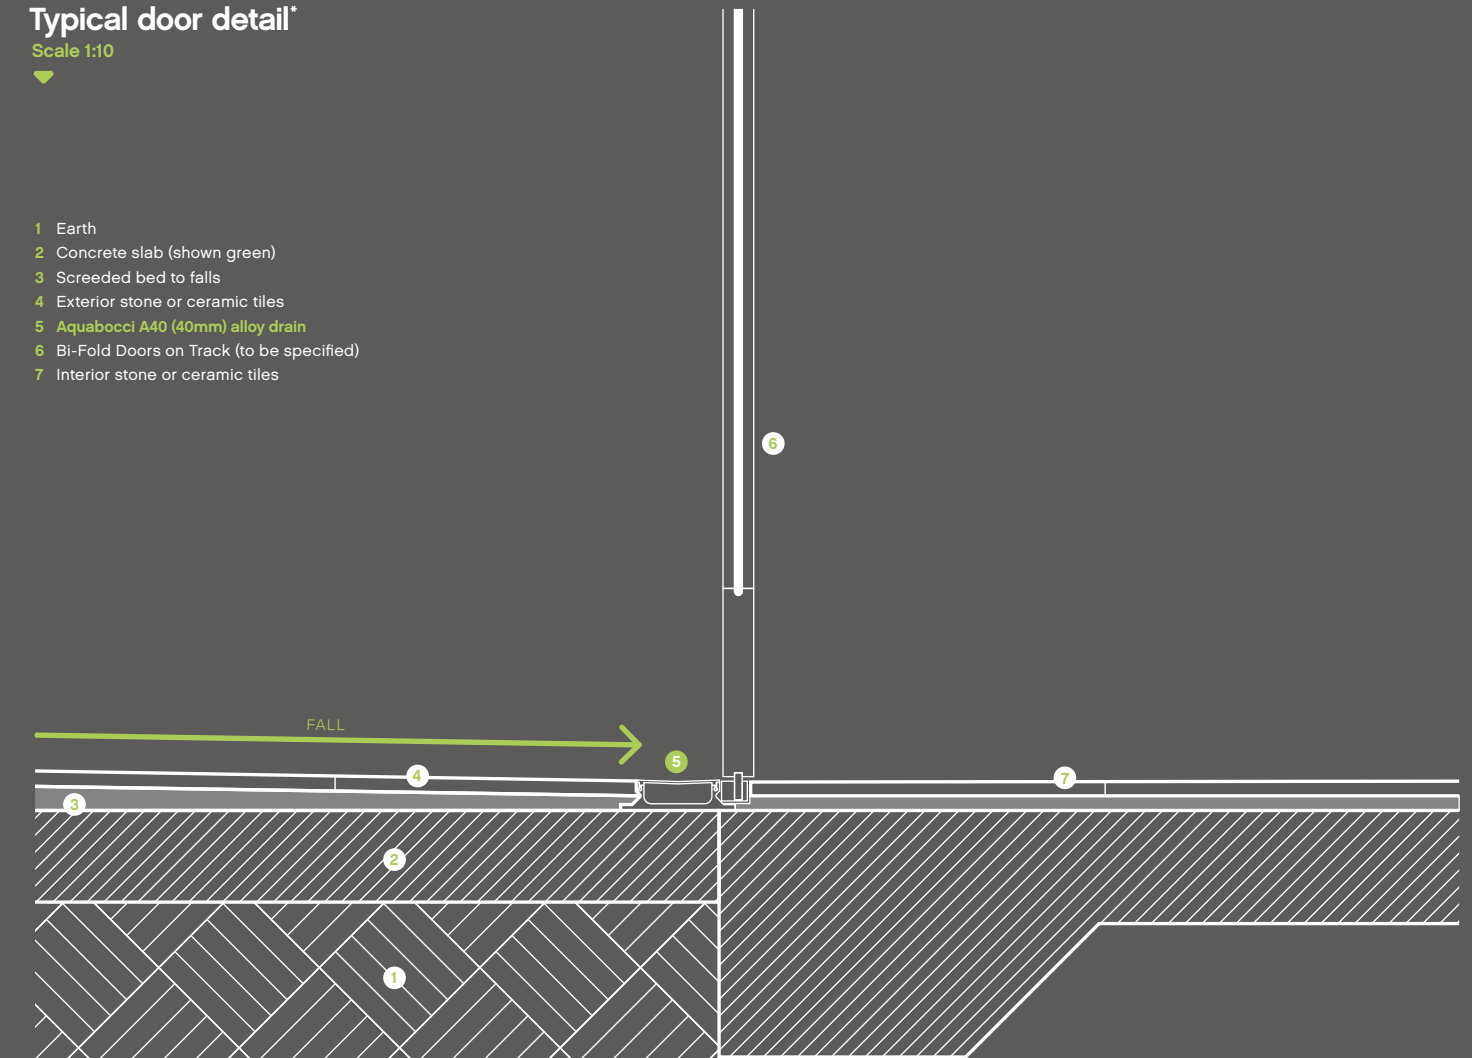 Typical door detail*
Scale 1:10
1 Earth
2 Concrete slab (shown green)
3 Screeded bed to falls
4 Exterior stone or ceramic tiles
5 Aquabocci A40 (40mm) alloy drain
6 Bi-Fold Doors on Track (to be specified)
7 Interior stone or ceramic tiles
6
FALL
5
4
7
3
2
1